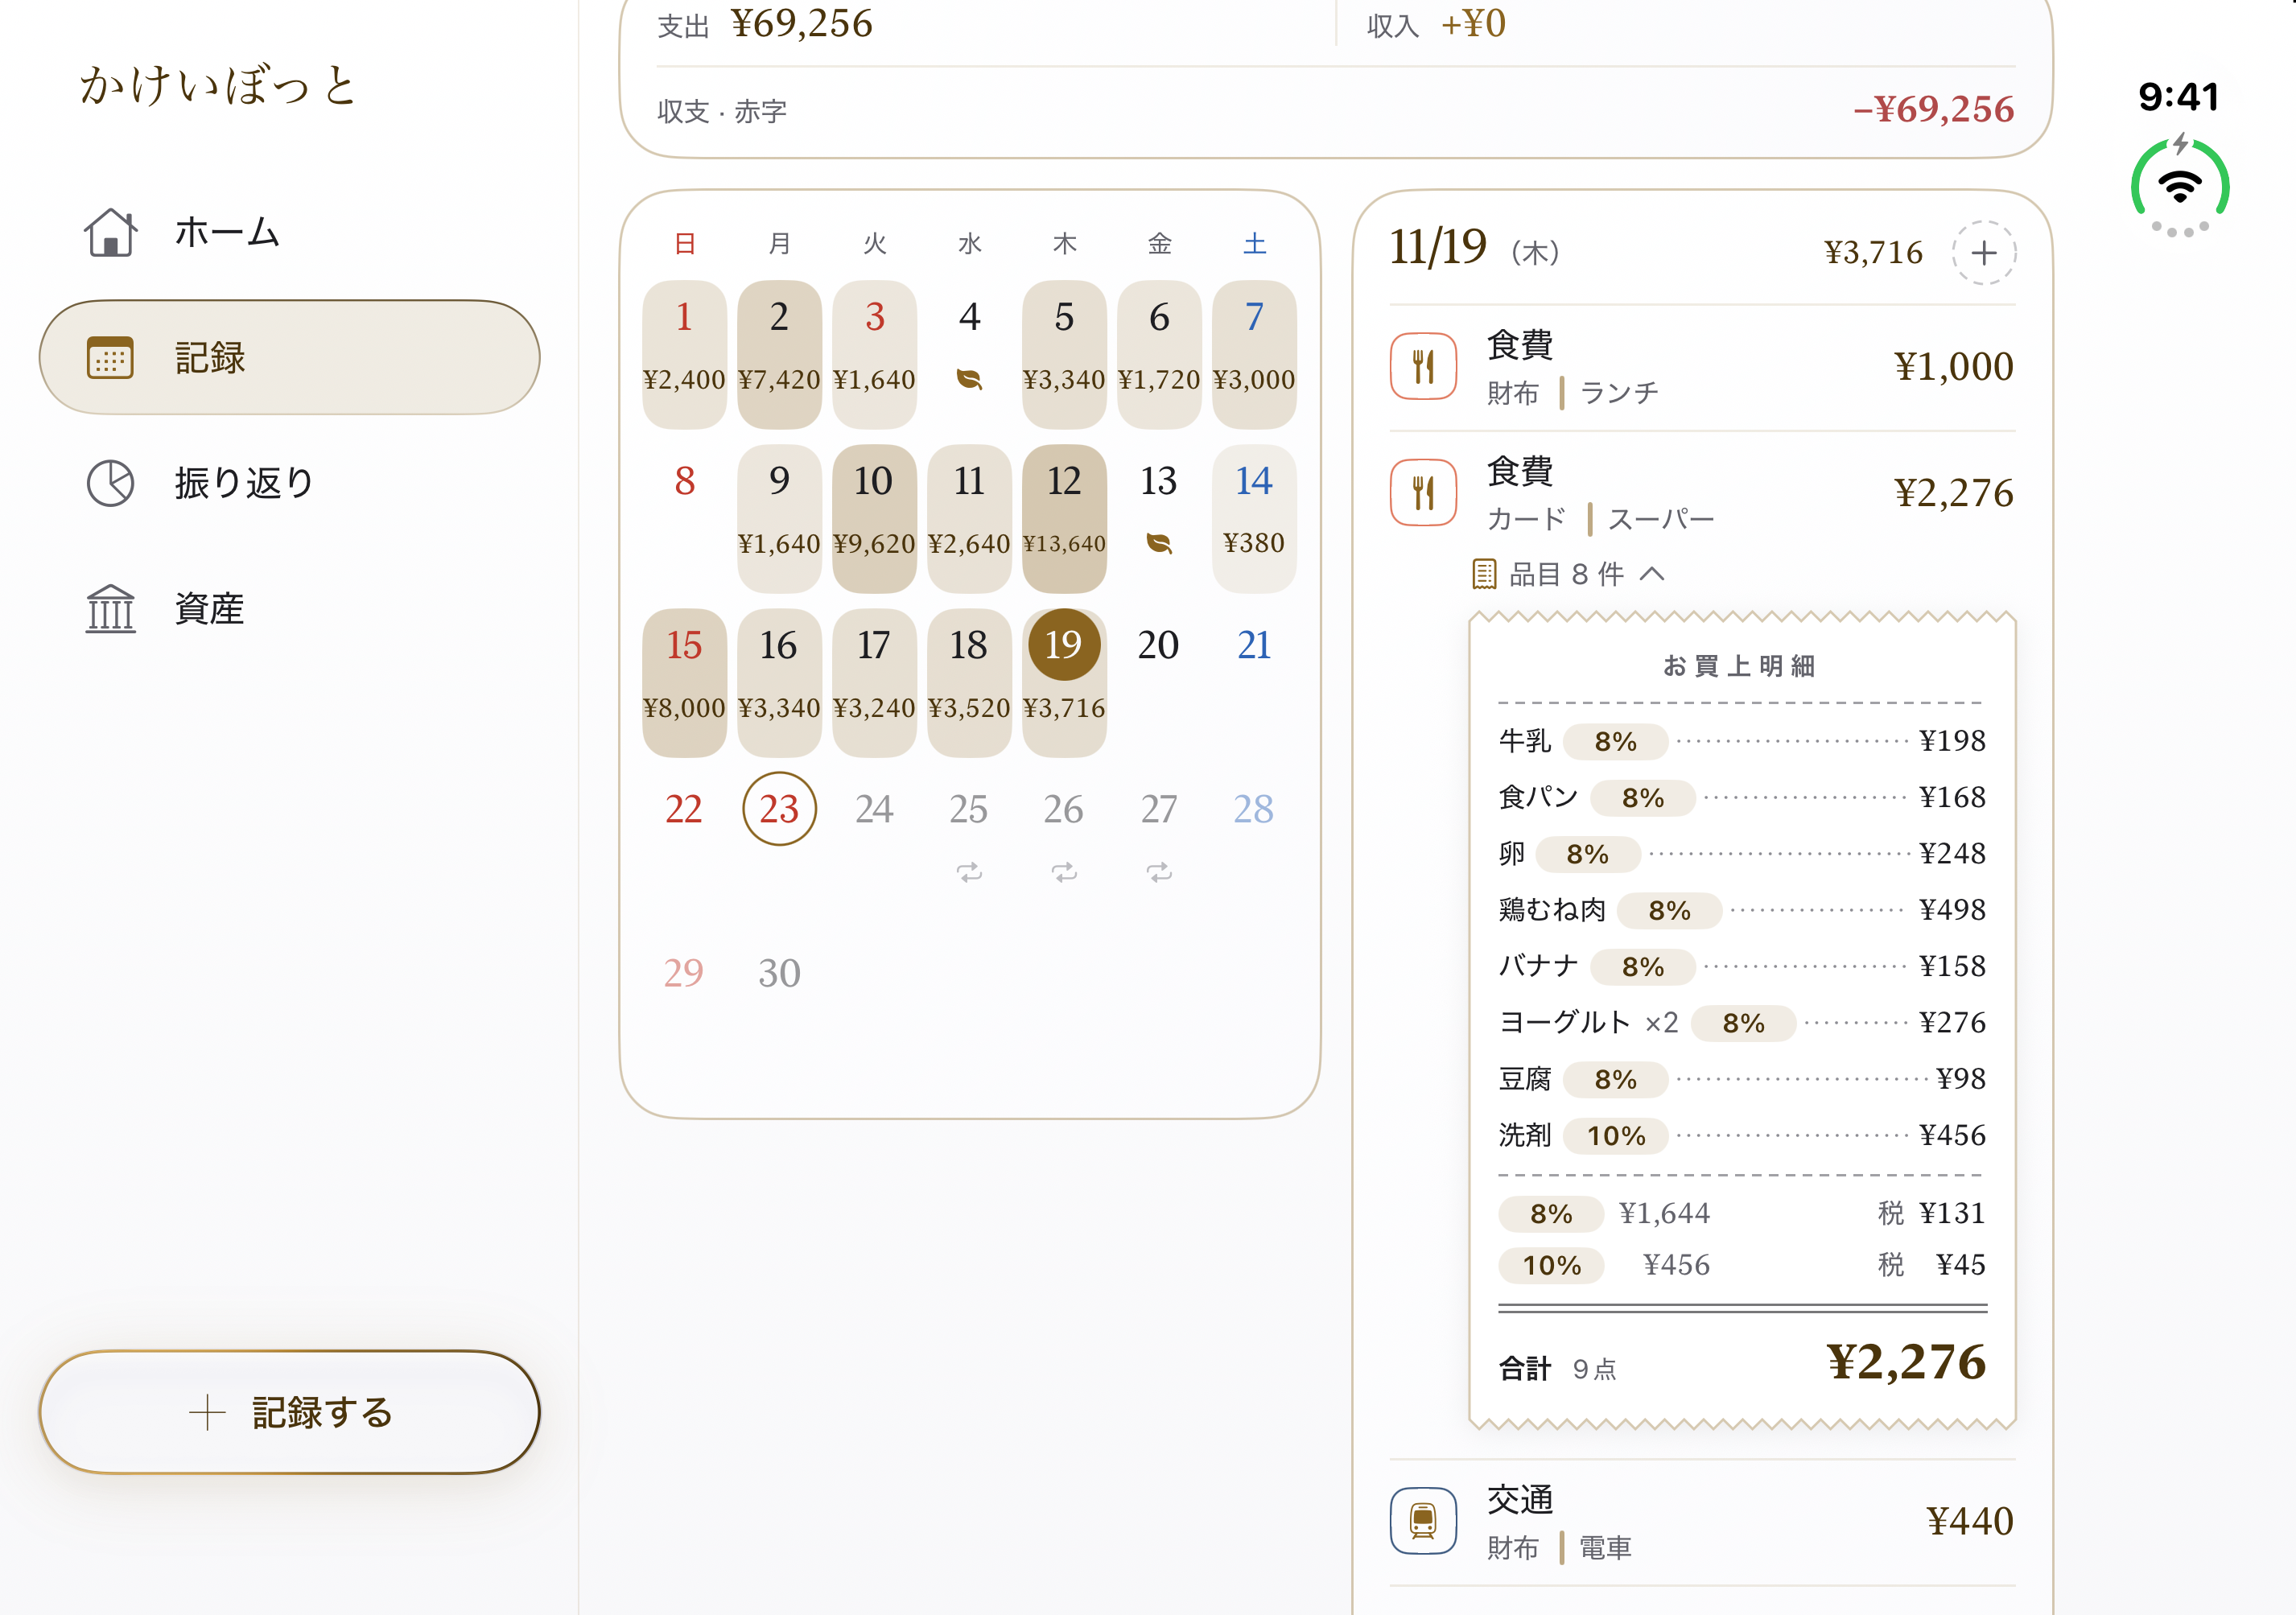 かけいぼっと
ホーム
記録
振り返り
資産
+ 記録する
支出 ¥69,256
収入 +¥0
収支 · 赤字 −¥69,256
日 月 火 水 木 金 土
1 2 3 4 5 6 7
¥2,400 ¥7,420 ¥1,640 ¥3,340 ¥1,720 ¥3,000
8 9 10 11 12 13 14
¥1,640 ¥9,620 ¥2,640 ¥13,640 ¥380
15 16 17 18 19 20 21
¥8,000 ¥3,340 ¥3,240 ¥3,520 ¥3,716
22 23 24 25 26 27 28
29 30
11/19 （木） ¥3,716 +
食費
財布 ランチ
¥1,000
食費
カード スーパー
¥2,276
品目 8 件
お買上明細
牛乳 8% ¥198
食パン 8% ¥168
卵 8% ¥248
鶏むね肉 8% ¥498
バナナ 8% ¥158
ヨーグルト ×2 8% ¥276
豆腐 8% ¥98
洗剤 10% ¥456
8% ¥1,644 税 ¥131
10% ¥456 税 ¥45
合計 9点 ¥2,276
交通
財布 電車
¥440
9:41